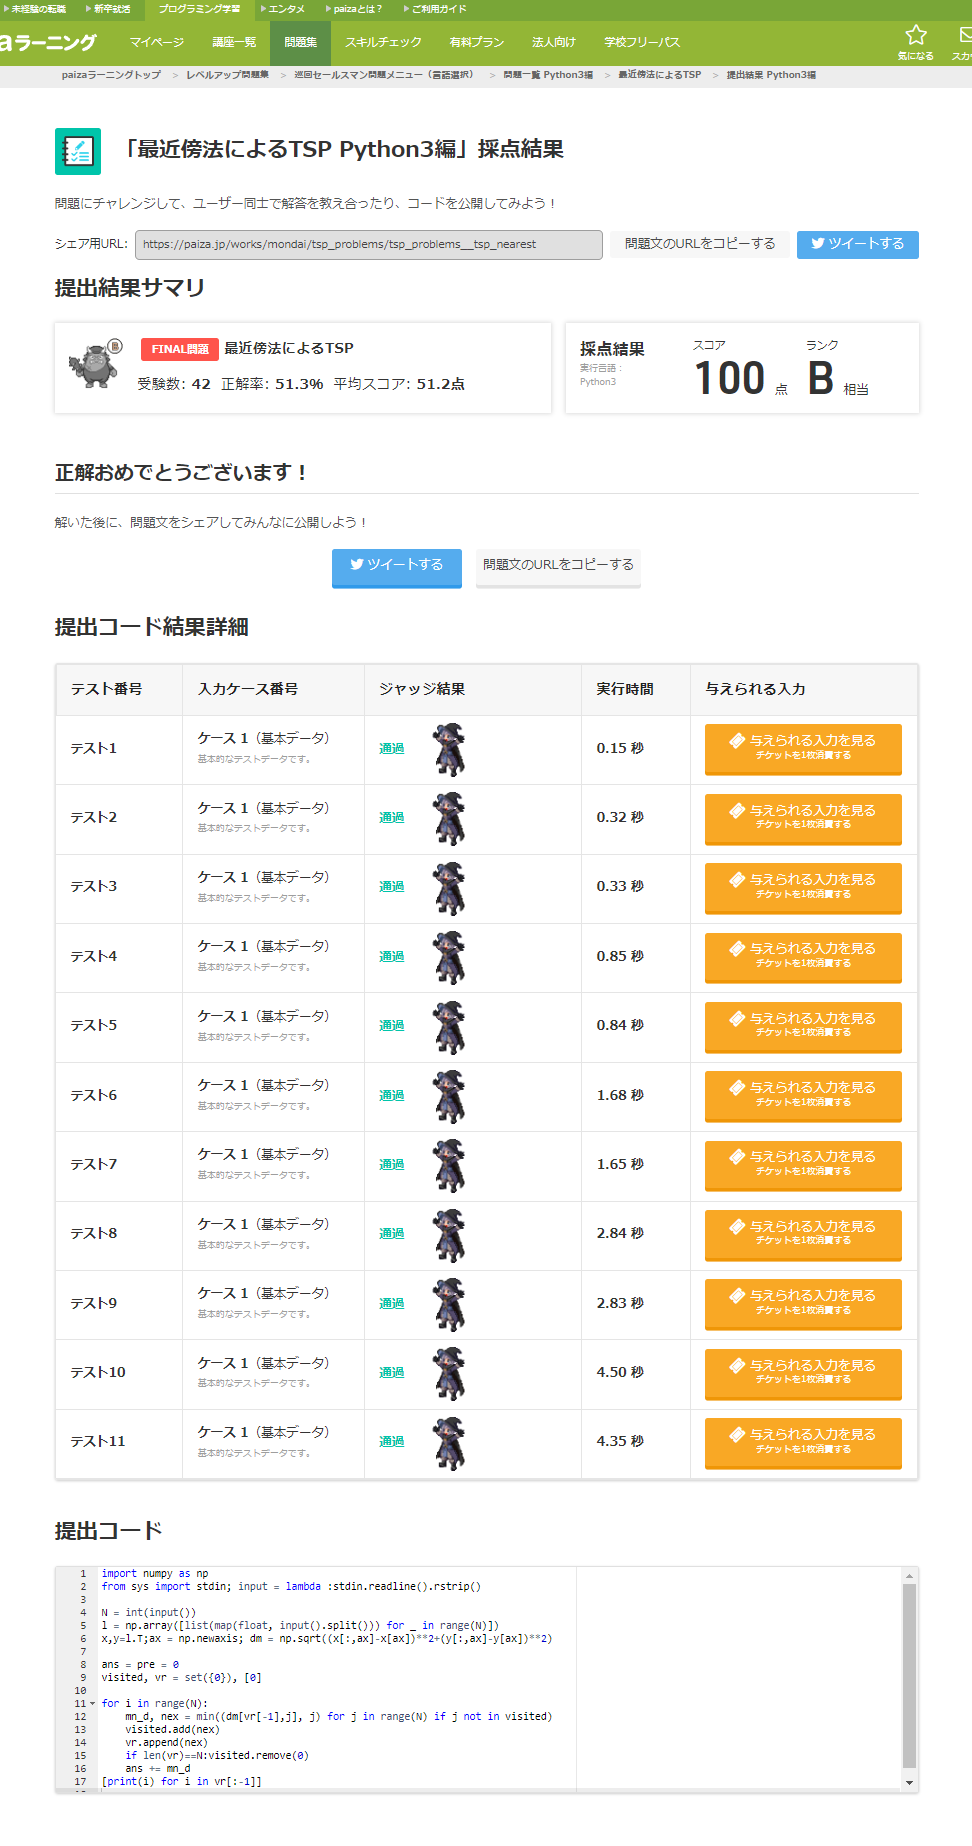 未経験の転職 新卒就活 プログラミング学習 エンタメ paizaとは？ ご利用ガイド
aラーニング マイページ 講座一覧 問題集 スキルチェック 有料プラン 法人向け 学校フリーパス 気になる スカ
paizaラーニングトップ > レベルアップ問題集 > 巡回セールスマン問題メニュー（言語選択） > 問題一覧 Python3編 > 最近傍法によるTSP > 提出結果 Python3編
「最近傍法によるTSP Python3編」採点結果
問題にチャレンジして、ユーザー同士で解答を教え合ったり、コードを公開してみよう！
シェア用URL: https://paiza.jp/works/mondai/tsp_problems/tsp_problems__tsp_nearest 問題文のURLをコピーする ツイートする
提出結果サマリ
B FINAL問題 最近傍法によるTSP
受験数: 42 正解率: 51.3% 平均スコア: 51.2点
採点結果 スコア ランク
実行言語：
Python3
100 点 B 相当
正解おめでとうございます！
解いた後に、問題文をシェアしてみんなに公開しよう！
ツイートする 問題文のURLをコピーする
提出コード結果詳細
テスト番号 入力ケース番号 ジャッジ結果 実行時間 与えられる入力
テスト1 ケース 1（基本データ） 通過 0.15 秒 与えられる入力を見る
基本的なテストデータです。 チケットを1枚消費する
テスト2 ケース 1（基本データ） 通過 0.32 秒 与えられる入力を見る
基本的なテストデータです。 チケットを1枚消費する
テスト3 ケース 1（基本データ） 通過 0.33 秒 与えられる入力を見る
基本的なテストデータです。 チケットを1枚消費する
テスト4 ケース 1（基本データ） 通過 0.85 秒 与えられる入力を見る
基本的なテストデータです。 チケットを1枚消費する
テスト5 ケース 1（基本データ） 通過 0.84 秒 与えられる入力を見る
基本的なテストデータです。 チケットを1枚消費する
テスト6 ケース 1（基本データ） 通過 1.68 秒 与えられる入力を見る
基本的なテストデータです。 チケットを1枚消費する
テスト7 ケース 1（基本データ） 通過 1.65 秒 与えられる入力を見る
基本的なテストデータです。 チケットを1枚消費する
テスト8 ケース 1（基本データ） 通過 2.84 秒 与えられる入力を見る
基本的なテストデータです。 チケットを1枚消費する
テスト9 ケース 1（基本データ） 通過 2.83 秒 与えられる入力を見る
基本的なテストデータです。 チケットを1枚消費する
テスト10 ケース 1（基本データ） 通過 4.50 秒 与えられる入力を見る
基本的なテストデータです。 チケットを1枚消費する
テスト11 ケース 1（基本データ） 通過 4.35 秒 与えられる入力を見る
基本的なテストデータです。 チケットを1枚消費する
提出コード
1 import numpy as np
2 from sys import stdin; input = lambda :stdin.readline().rstrip()
3
4 N = int(input())
5 l = np.array([list(map(float, input().split())) for _ in range(N)])
6 x,y=l.T;ax = np.newaxis; dm = np.sqrt((x[:,ax]-x[ax])**2+(y[:,ax]-y[ax])**2)
7
8 ans = pre = 0
9 visited, vr = set({0}), [0]
10
11 for i in range(N):
12 mn_d, nex = min((dm[vr[-1],j], j) for j in range(N) if j not in visited)
13 visited.add(nex)
14 vr.append(nex)
15 if len(vr)==N:visited.remove(0)
16 ans += mn_d
17 [print(i) for i in vr[:-1]]